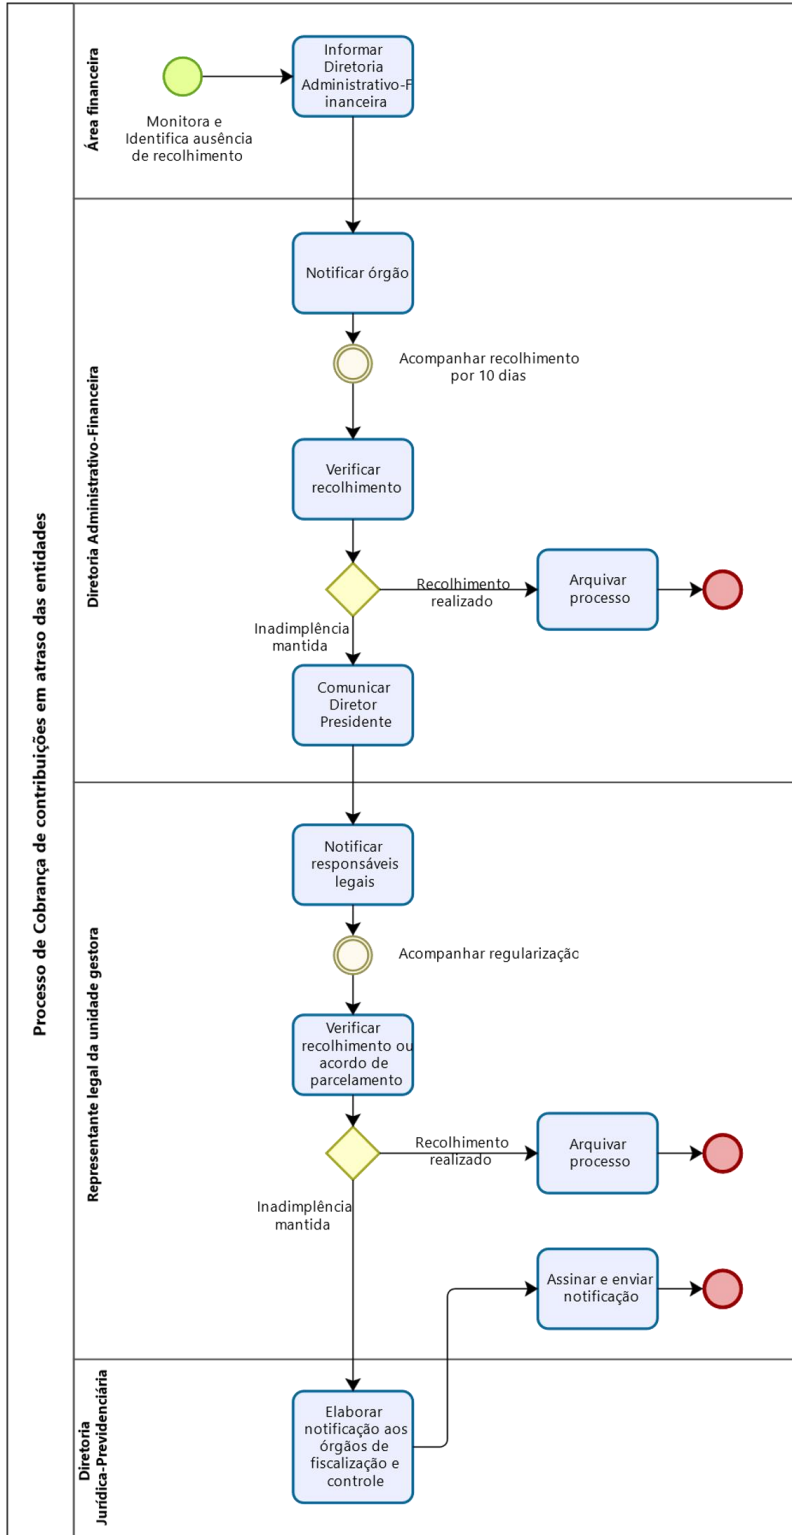 Processo de Cobrança de contribuições em atraso das entidades
Área financeira
Monitora e
Identifica ausência
de recolhimento
Informar
Diretoria
Administrativo-F
inanceira
Diretoria Administrativo-Financeira
Notificar órgão
Acompanhar recolhimento
por 10 dias
Verificar
recolhimento
Recolhimento
realizado
Arquivar
processo
Inadimplência
mantida
Comunicar
Diretor
Presidente
Representante legal da unidade gestora
Notificar
responsáveis
legais
Acompanhar regularização
Verificar
recolhimento ou
acordo de
parcelamento
Recolhimento
realizado
Arquivar
processo
Inadimplência
mantida
Assinar e enviar
notificação
Diretoria
Jurídica-Previdenciária
Elaborar
notificação aos
órgãos de
fiscalização e
controle